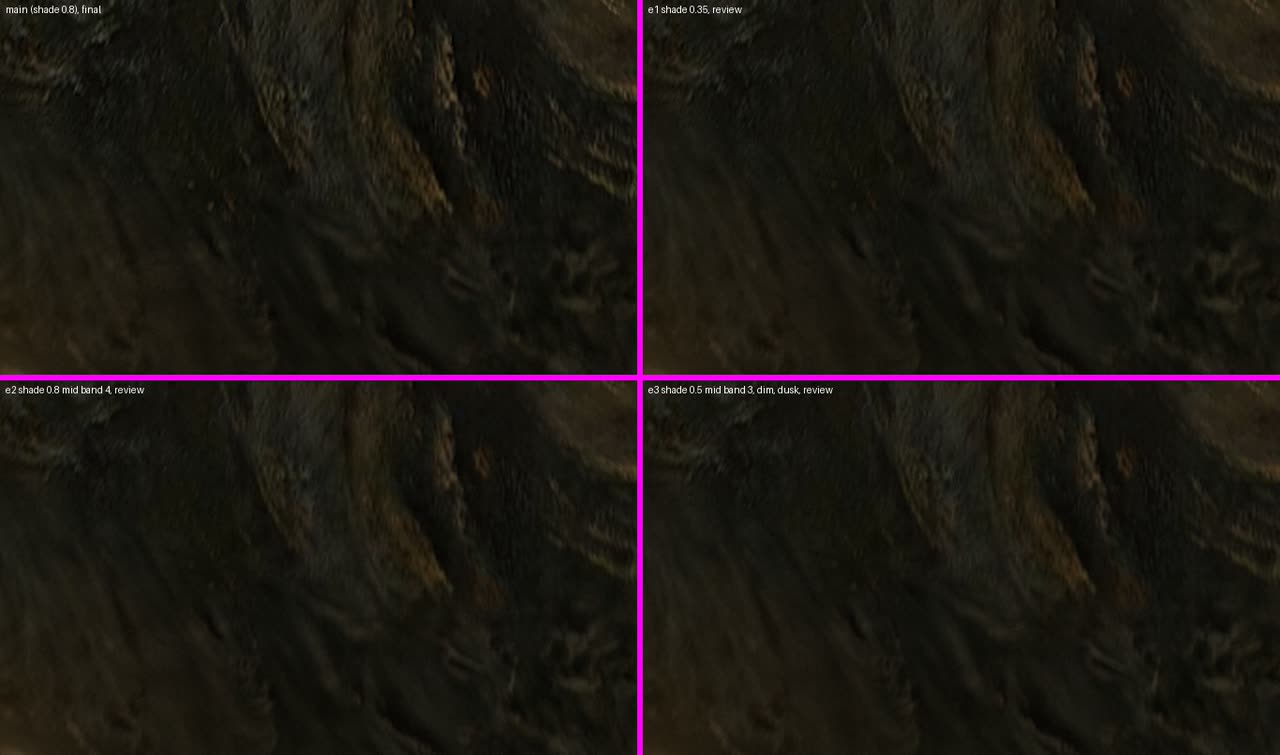 main (shade 0.8), final
e1 shade 0.35, review
e2 shade 0.8 mid band 4, review
e3 shade 0.5 mid band 3, dim, dusk, review